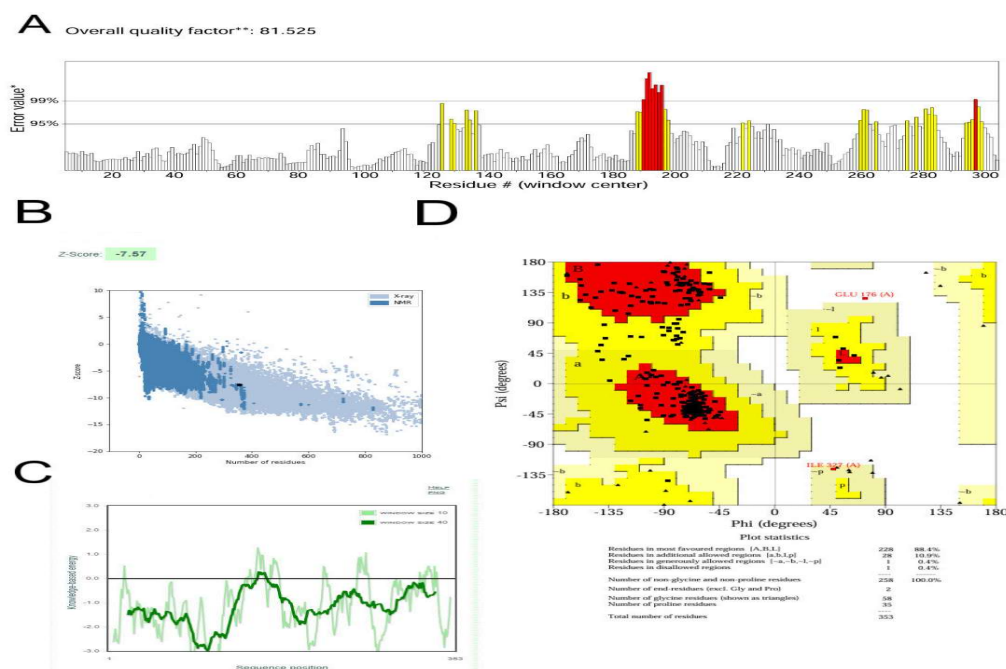 A
Overall quality factor**: 81.525
Error value*
99%
95%
20 40 60 80 100 120 140 160 180 200 220 240 260 280 300
Residue # (window center)
B
Z-Score: -7.57
X-ray
NMR
Z-score
10
5
0
-5
-10
-15
-20
0 200 400 600 800 1000
Number of residues
C
HELP
window size 10
window size 40
Knowledge-based energy
3.0
2.0
1.0
0.0
-1.0
-2.0
-3.0
1 353
Sequence position
D
180
135
90
45
0
-45
-90
-135
-180
Psi (degrees)
B
b
a
~a
~b
~l
l
~b
b
~b
~p
p
~b
b
~b
GLU 176 (A)
ILE 327 (A)
-180 -135 -90 -45 0 45 90 135 180
Phi (degrees)
Plot statistics
Residues in most favoured regions [A,B,L] 228 88.4%
Residues in additional allowed regions [a,b,l,p] 28 10.9%
Residues in generously allowed regions [~a,~b,~l,~p] 1 0.4%
Residues in disallowed regions 1 0.4%
Number of non-glycine and non-proline residues 258 100.0%
Number of end-residues (excl. Gly and Pro) 2
Number of glycine residues (shown as triangles) 58
Number of proline residues 35
Total number of residues 353